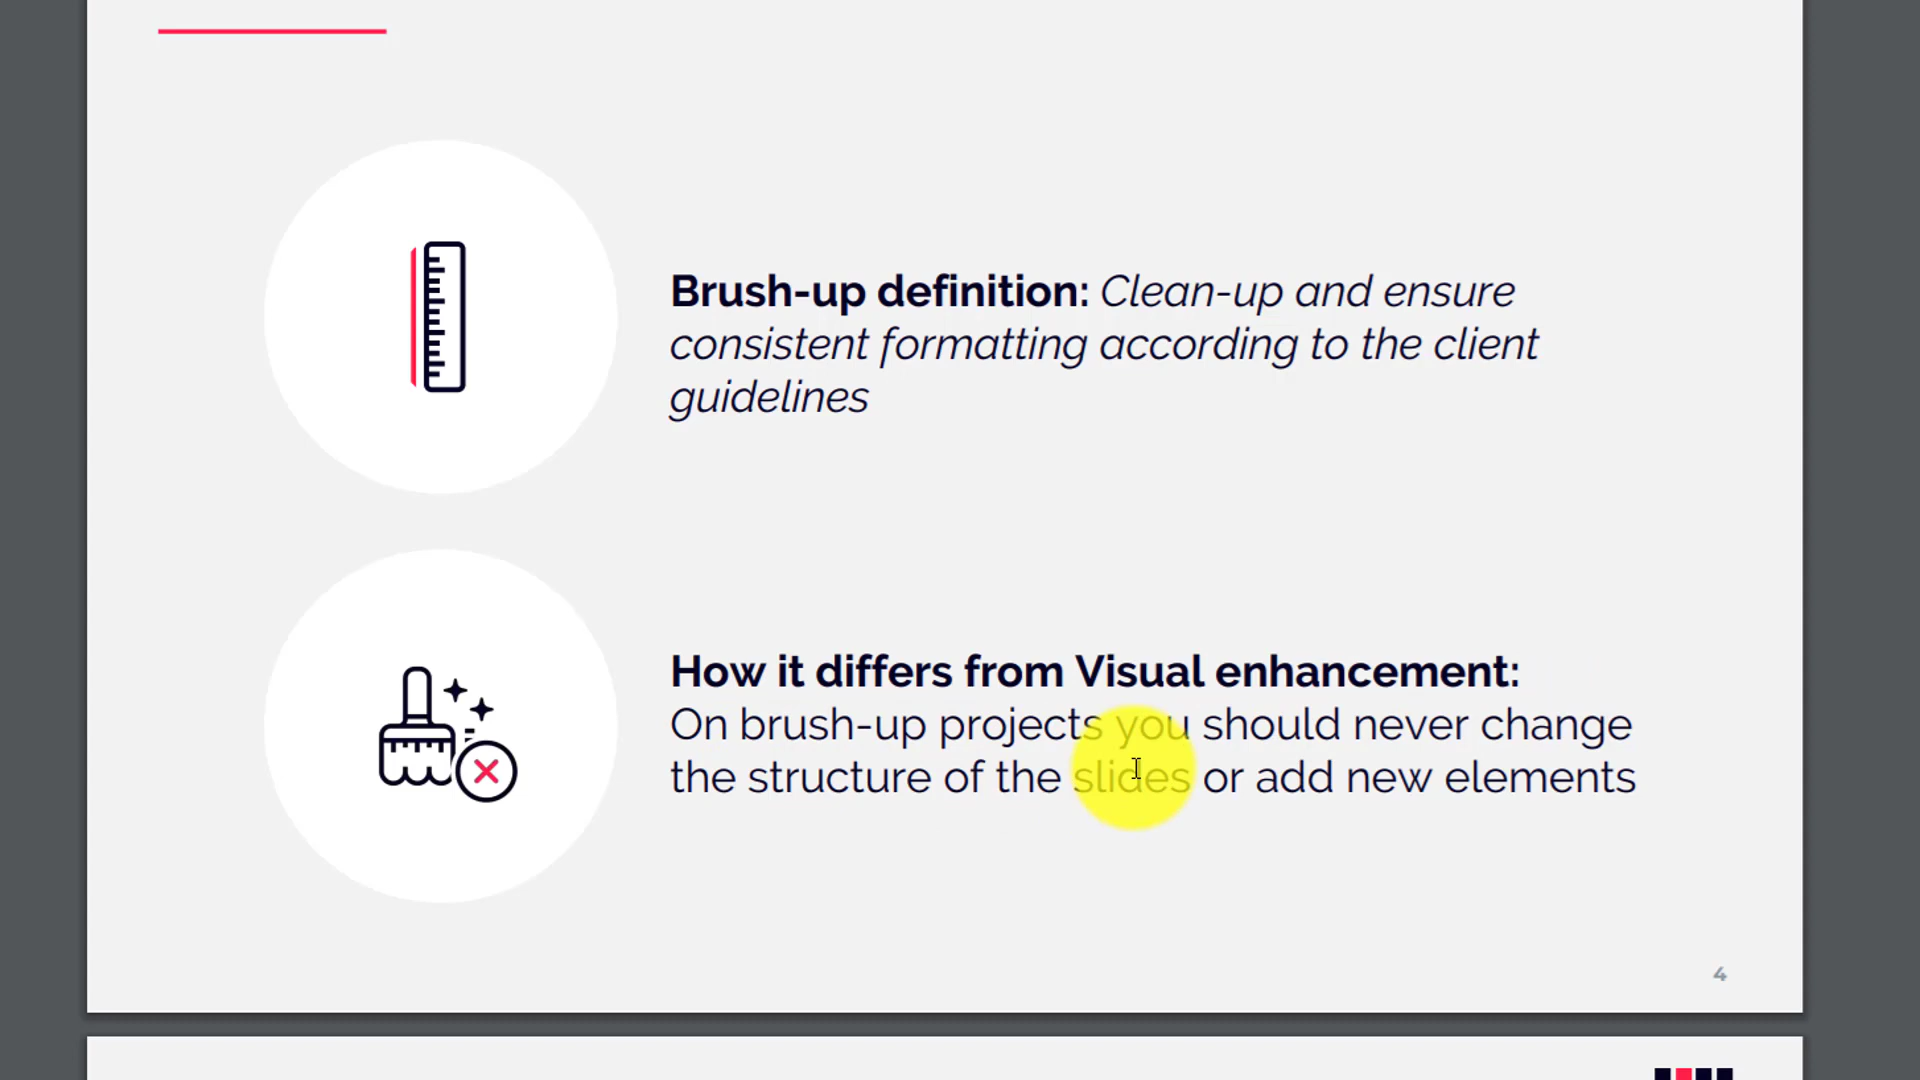 Brush-up definition: Clean-up and ensure
consistent formatting according to the client
guidelines
How it differs from Visual enhancement:
On brush-up projects you should never change
the structure of the slides or add new elements
4